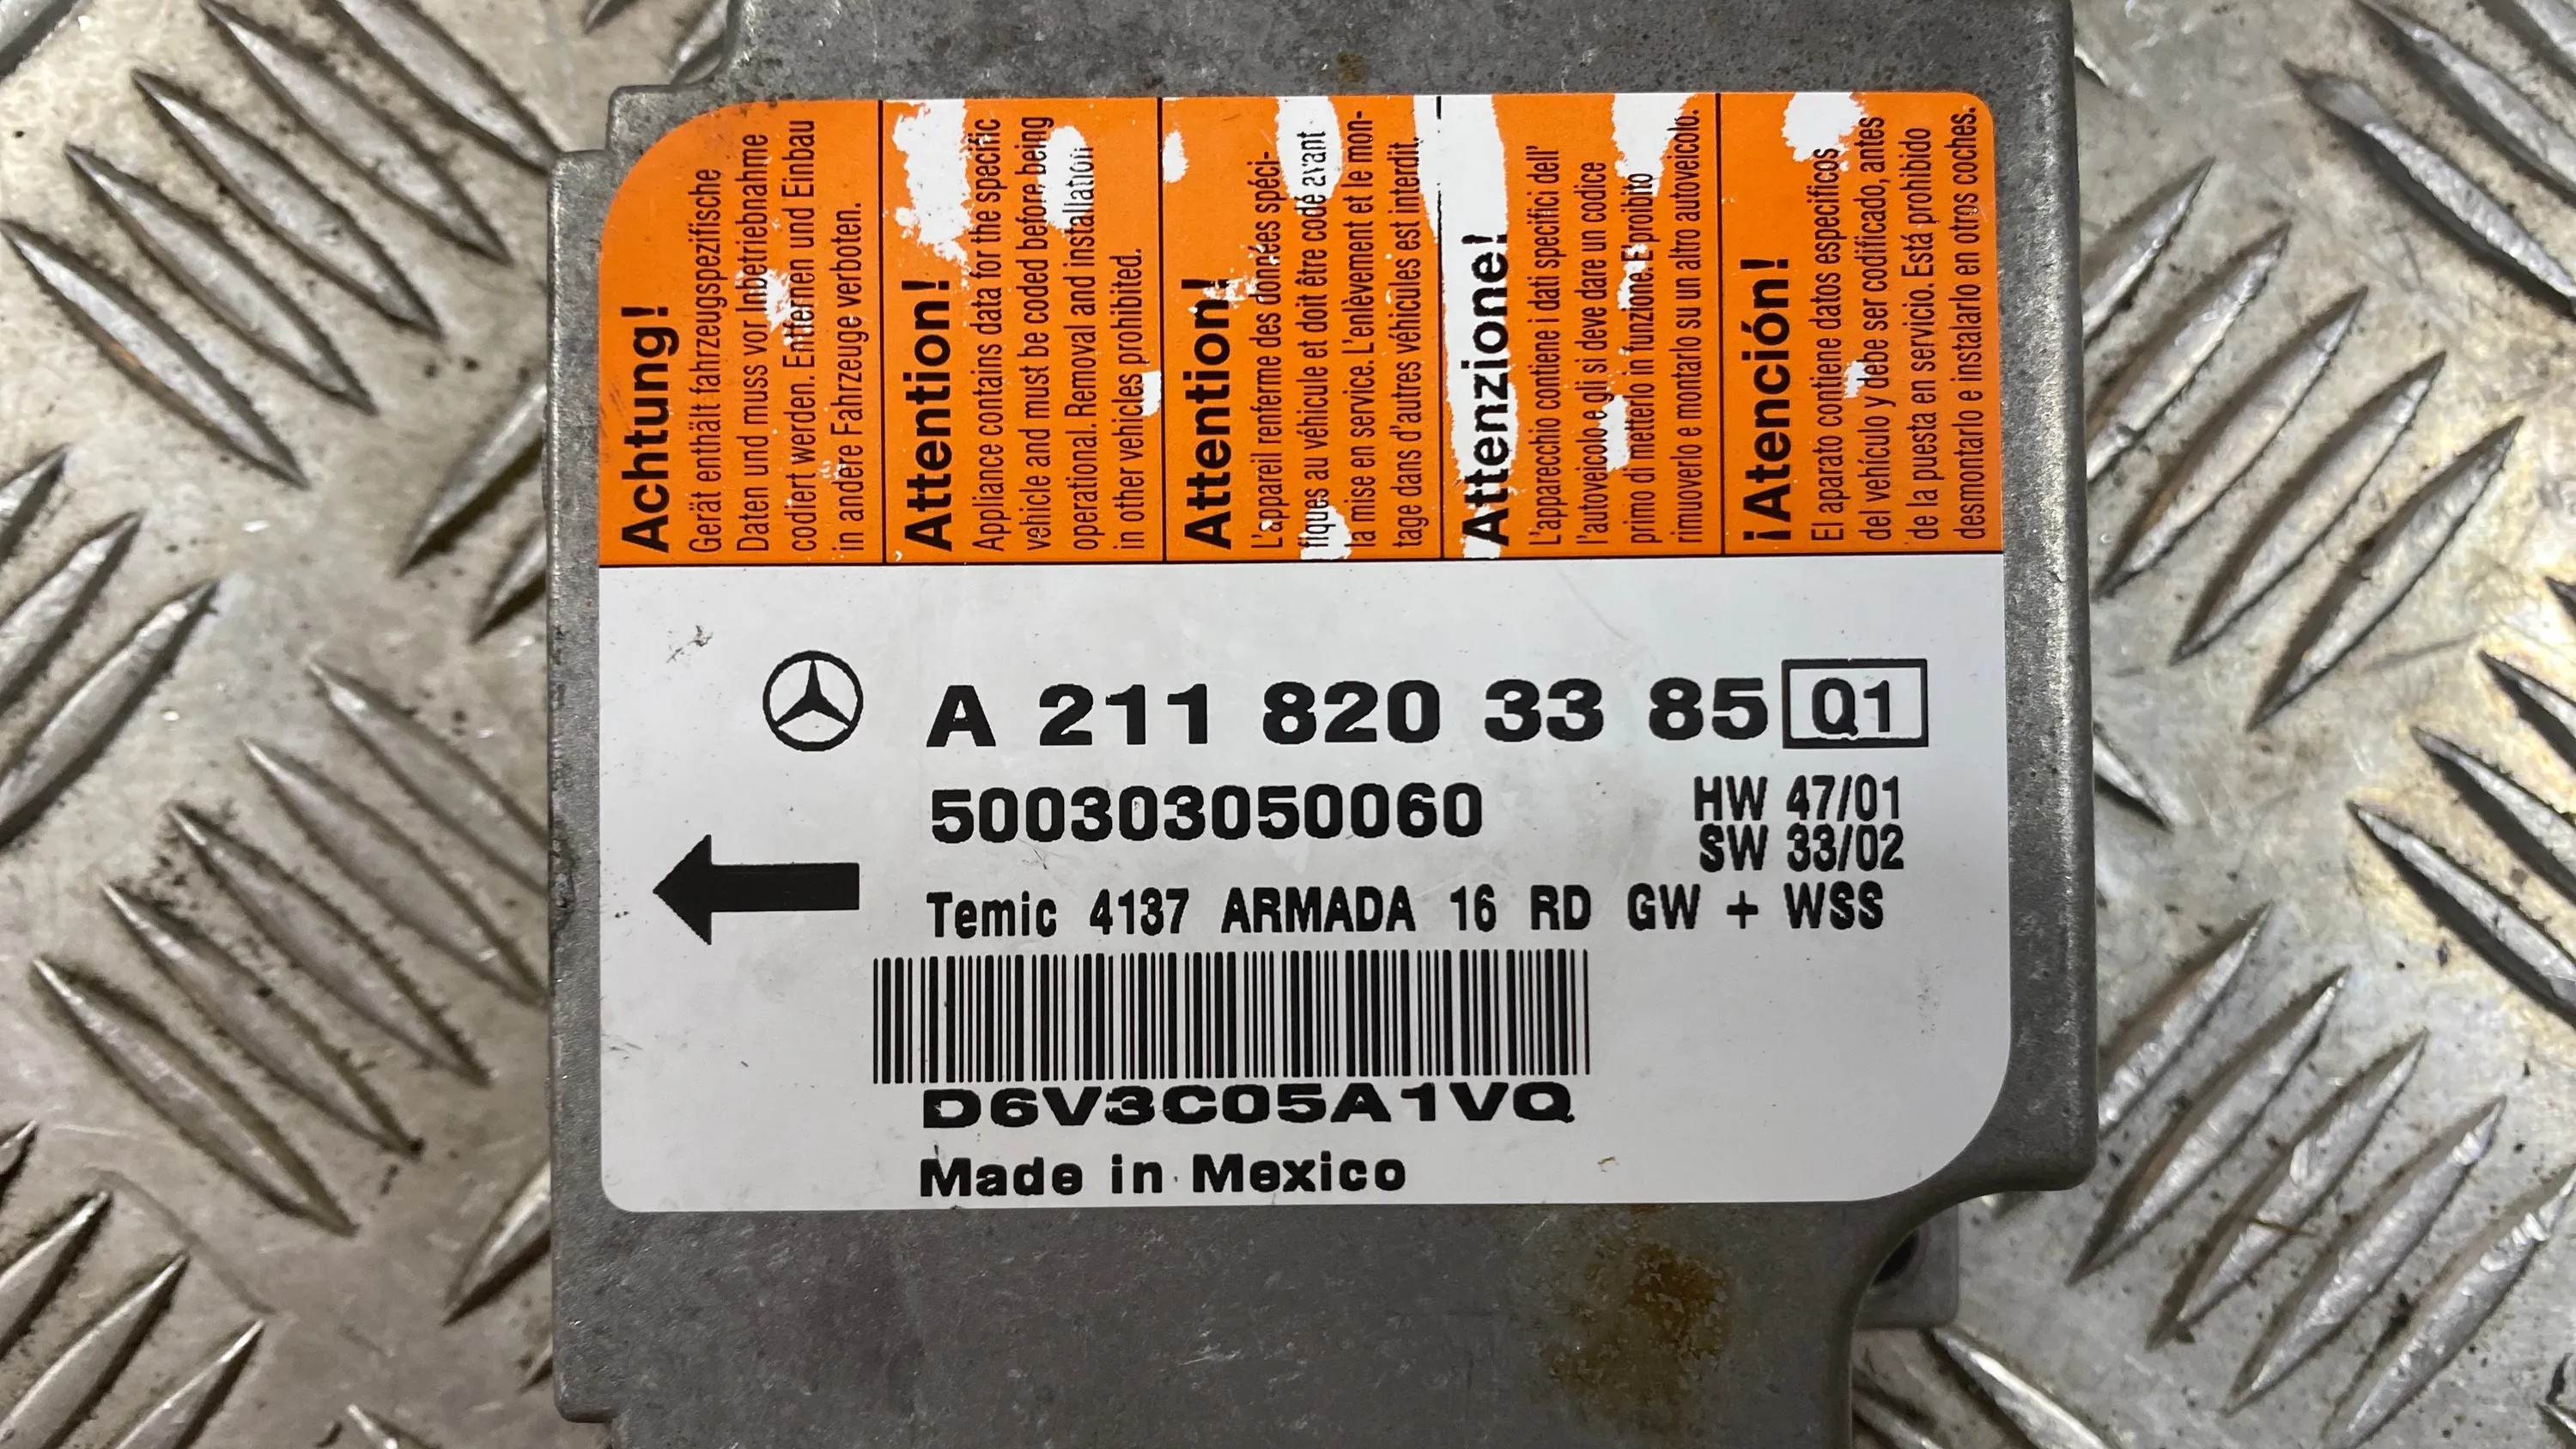 Achtung!
Gerät enthält fahrzeugspezifische
Daten und muss vor Inbetriebnahme
codiert werden. Entfernen und Einbau
in andere Fahrzeuge verboten.
Attention!
Appliance contains data for the specific
vehicle and must be coded before being
operational. Removal and installation
in other vehicles prohibited.
Attention!
L'appareil renferme des données spéci-
fiques au véhicule et doit être codé avant
la mise en service. L'enlèvement et le mon-
tage dans d'autres véhicules est interdit.
Attenzione!
L'apparecchio contiene i dati specifici dell'
l'autoveicolo e gli si deve dare un codice
primo di metterlo in funzione. E' proibito
rimuoverlo e montarlo su un altro autoveicolo.
¡Atención!
El aparato contiene datos específicos
del vehículo y debe ser codificado, antes
de la puesta en servicio. Está prohibido
desmontarlo e instalarlo en otros coches.
A 211 820 33 85 Q1
500303050060
HW 47/01
SW 33/02
Temic 4137 ARMADA 16 RD GW + WSS
D6V3C05A1VQ
Made in Mexico